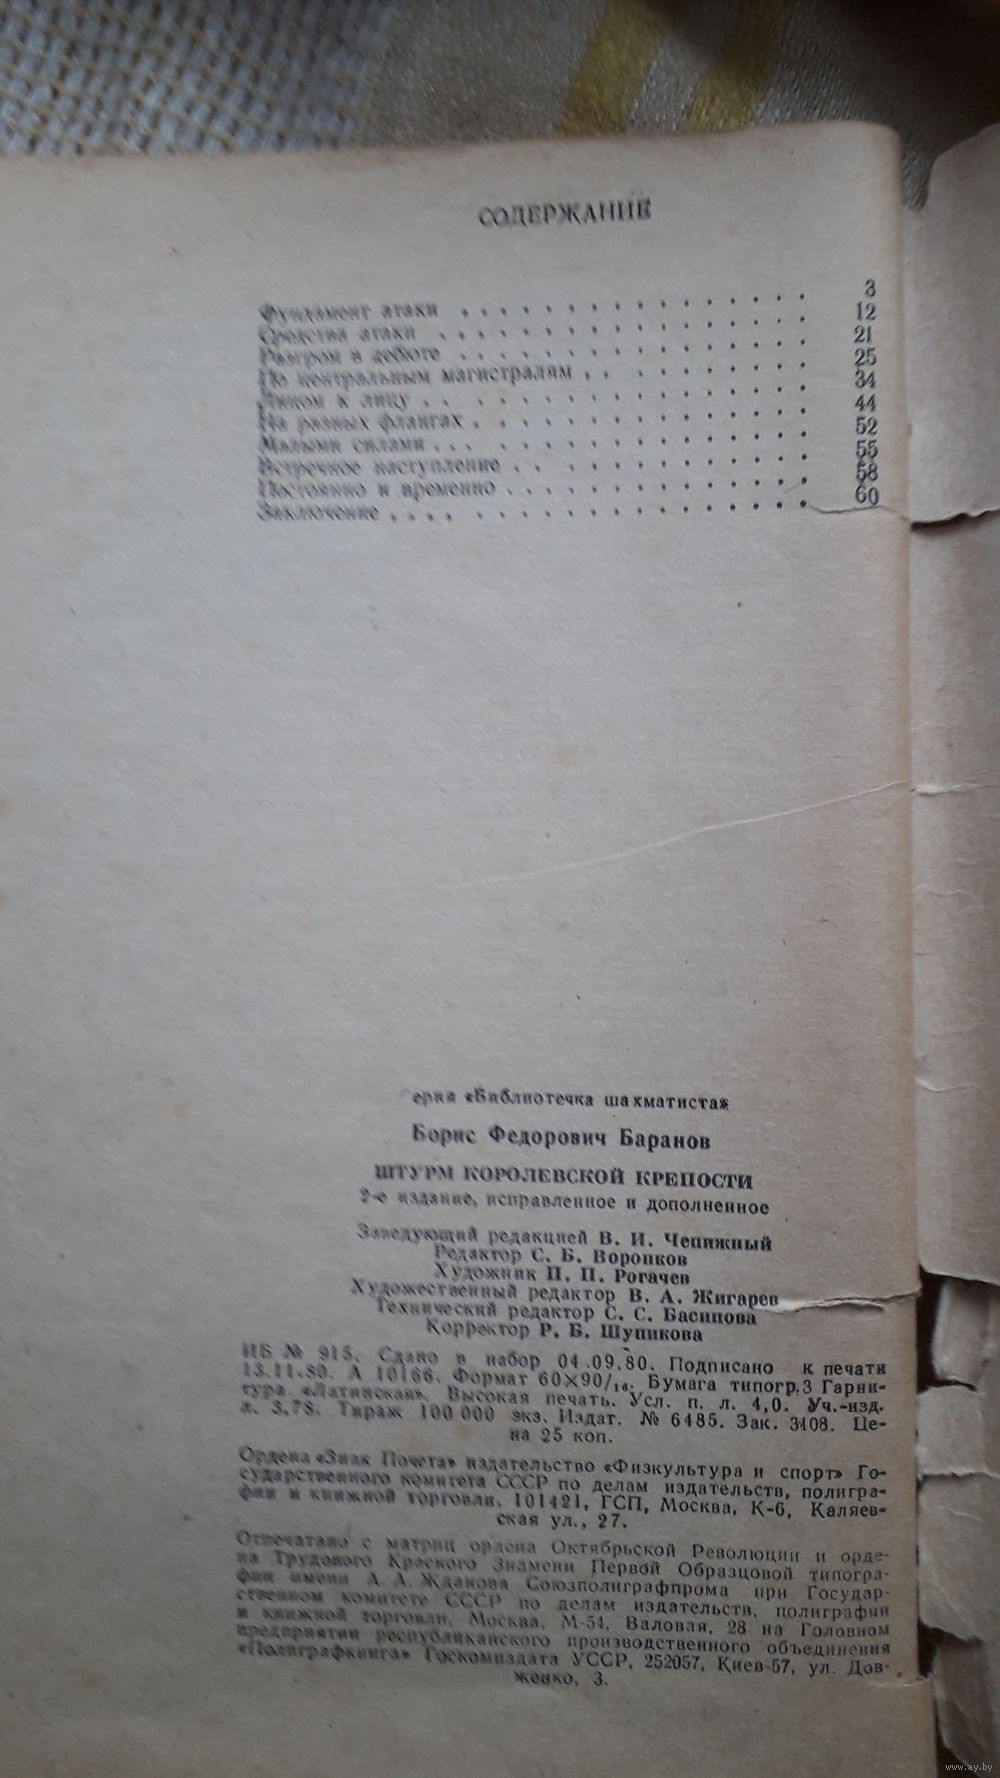 СОДЕРЖАНИЕ
Фундамент атаки . . . . . . . . . . . . . . . . 3
Средства атаки . . . . . . . . . . . . . . . . . 12
Разгром в дебюте . . . . . . . . . . . . . . . . 21
По центральным магистралям . . . . . . . . . . . 25
Лицом к лицу . . . . . . . . . . . . . . . . . . 34
На разных флангах . . . . . . . . . . . . . . . . 44
Малыми силами . . . . . . . . . . . . . . . . . . 52
Встречное наступление . . . . . . . . . . . . . . 55
Постоянно и временно . . . . . . . . . . . . . . 58
Заключение . . . . . . . . . . . . . . . . . . . 60
Серия «Библиотечка шахматиста»
Борис Федорович Баранов
ШТУРМ КОРОЛЕВСКОЙ КРЕПОСТИ
2-е издание, исправленное и дополненное
Заведующий редакцией В. И. Чепижный
Редактор С. Б. Воронков
Художник П. П. Рогачев
Художественный редактор В. А. Жигарев
Технический редактор С. С. Басипова
Корректор Р. Б. Шупикова
ИБ № 915. Сдано в набор 04.09.80. Подписано к печати
13.11.80. А 10166. Формат 60×90/16. Бумага типогр.3 Гарни-
тура «Латинская». Высокая печать. Усл. п. л. 4,0. Уч.-изд.
л. 3,78. Тираж 100 000 экз. Издат. № 6485. Зак. 3108. Це-
на 25 коп.
Ордена «Знак Почета» издательство «Физкультура и спорт» Го-
сударственного комитета СССР по делам издательств, полигра-
фии и книжной торговли. 101421, ГСП, Москва, К-6, Каляев-
ская ул., 27.
Отпечатано с матриц ордена Октябрьской Революции и орде-
на Трудового Красного Знамени Первой Образцовой типогра-
фии имени А. А. Жданова Союзполиграфпрома при Государ-
ственном комитете СССР по делам издательств, полиграфии
и книжной торговли, Москва, М-54, Валовая, 28 на Головном
предприятии республиканского производственного объединения
«Полиграфкнига» Госкомиздата УССР, 252057, Киев-57, ул. Дов-
женко, 3.
www.ay.by